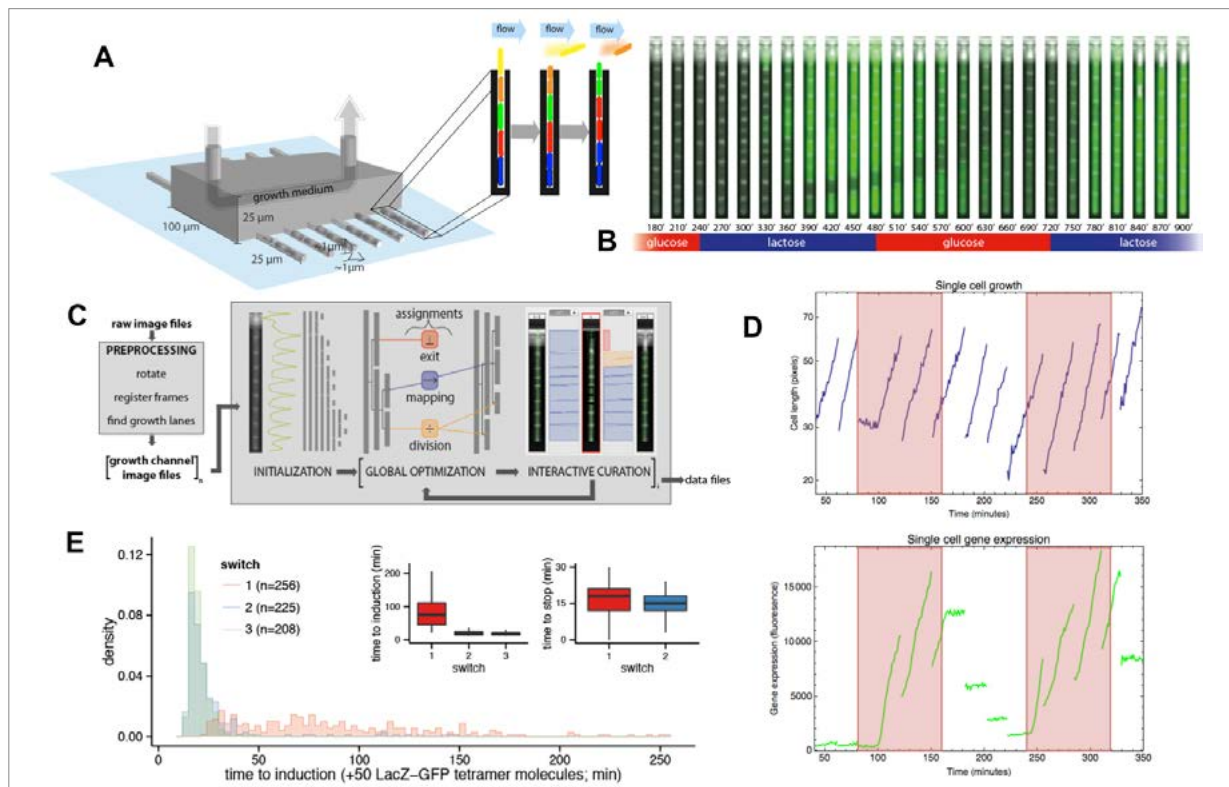 A
flow
flow
flow
growth medium
25 µm
100 µm
25 µm
~1µm
~1µm
180' 210' 240' 270' 300' 330' 360' 390' 420' 450' 480' 510' 540' 570' 600' 630' 660' 690' 720' 750' 780' 810' 840' 870' 900'
B
glucose lactose glucose lactose
C
raw image files
PREPROCESSING
rotate
register frames
find growth lanes
[growth channel
image files]n
assignments
exit
mapping
division
INITIALIZATION
[GLOBAL OPTIMIZATION
INTERACTIVE CURATION]
data files
D
Single cell growth
Cell length (pixels)
70
50
30
20
50 100 150 200 250 300 350
Time (minutes)
Single cell gene expression
Gene expression (fluoresence)
15000
10000
5000
0
50 100 150 200 250 300 350
Time (minutes)
E
density
0.12
0.08
0.04
0.00
switch
1 (n=256)
2 (n=225)
3 (n=208)
time to induction (min)
200
100
0
1 2 3
switch
time to stop (min)
30
15
0
1 2
switch
0 50 100 150 200 250
time to induction (+50 LacZ−GFP tetramer molecules; min)